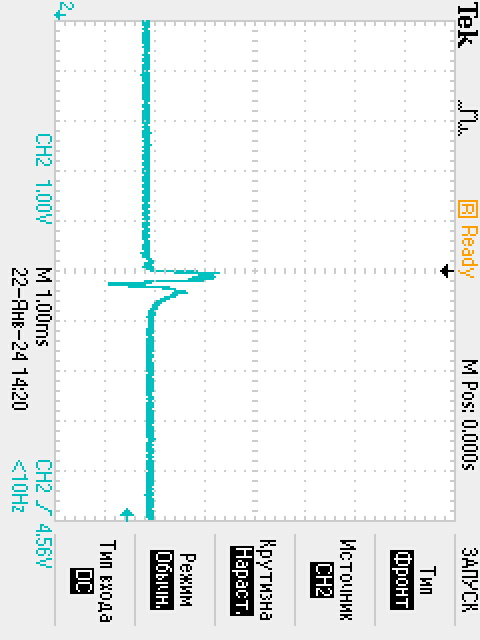 Tek
R Ready
M Pos: 0.000s
ЗАПУСК
Тип
Фронт
Источник
CH2
Крутизна
Нараст
Режим
Обычн.
Тип входа
DC
2
CH2 1.00V
M 1.00ms
CH2 / 4.56V
22-Янв-24 14:20
<10Hz